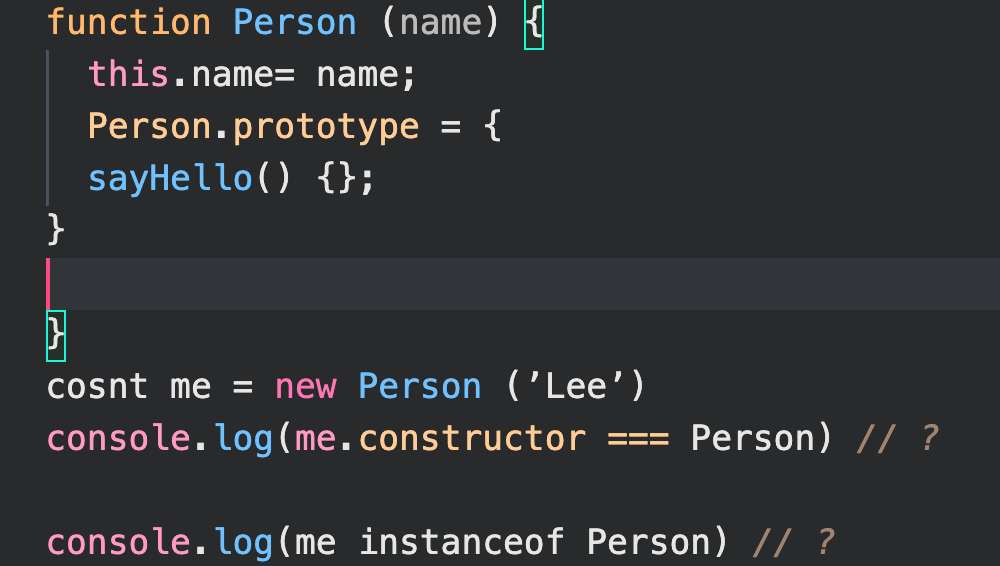 function Person (name) {
this.name= name;
Person.prototype = {
sayHello() {};
}
}
cosnt me = new Person (’Lee’)
console.log(me.constructor === Person) // ?
console.log(me instanceof Person) // ?